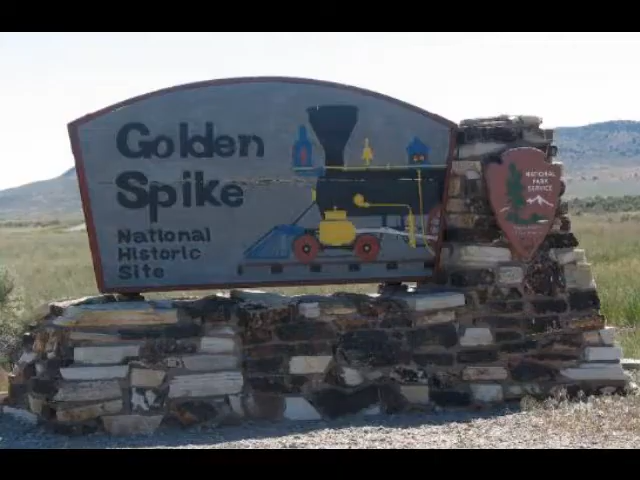 Golden
Spike
National
Historic
Site
NATIONAL
PARK
SERVICE